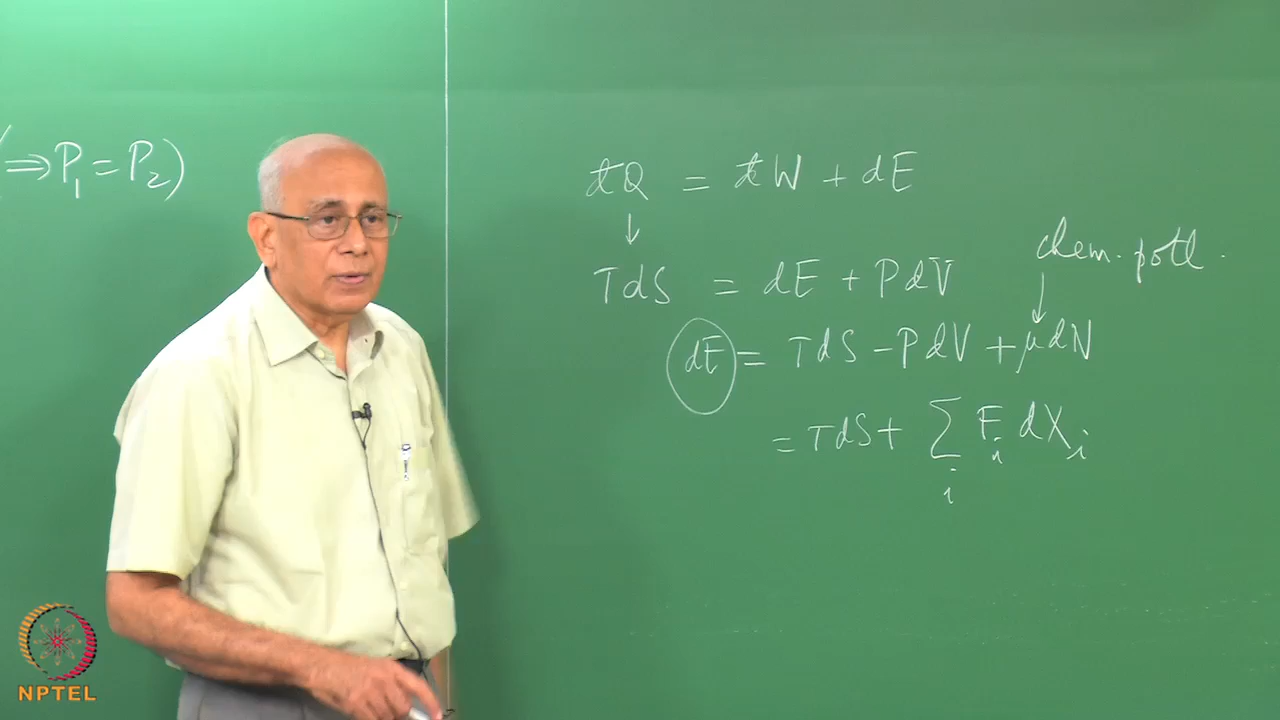 (⇒P₁=P₂)
đQ = đW + dE
↓
TdS = dE + PdV
chem. potl.
↓
dE = TdS - PdV + μdN
= TdS + ∑ᵢ Fᵢ dXᵢ
NPTEL